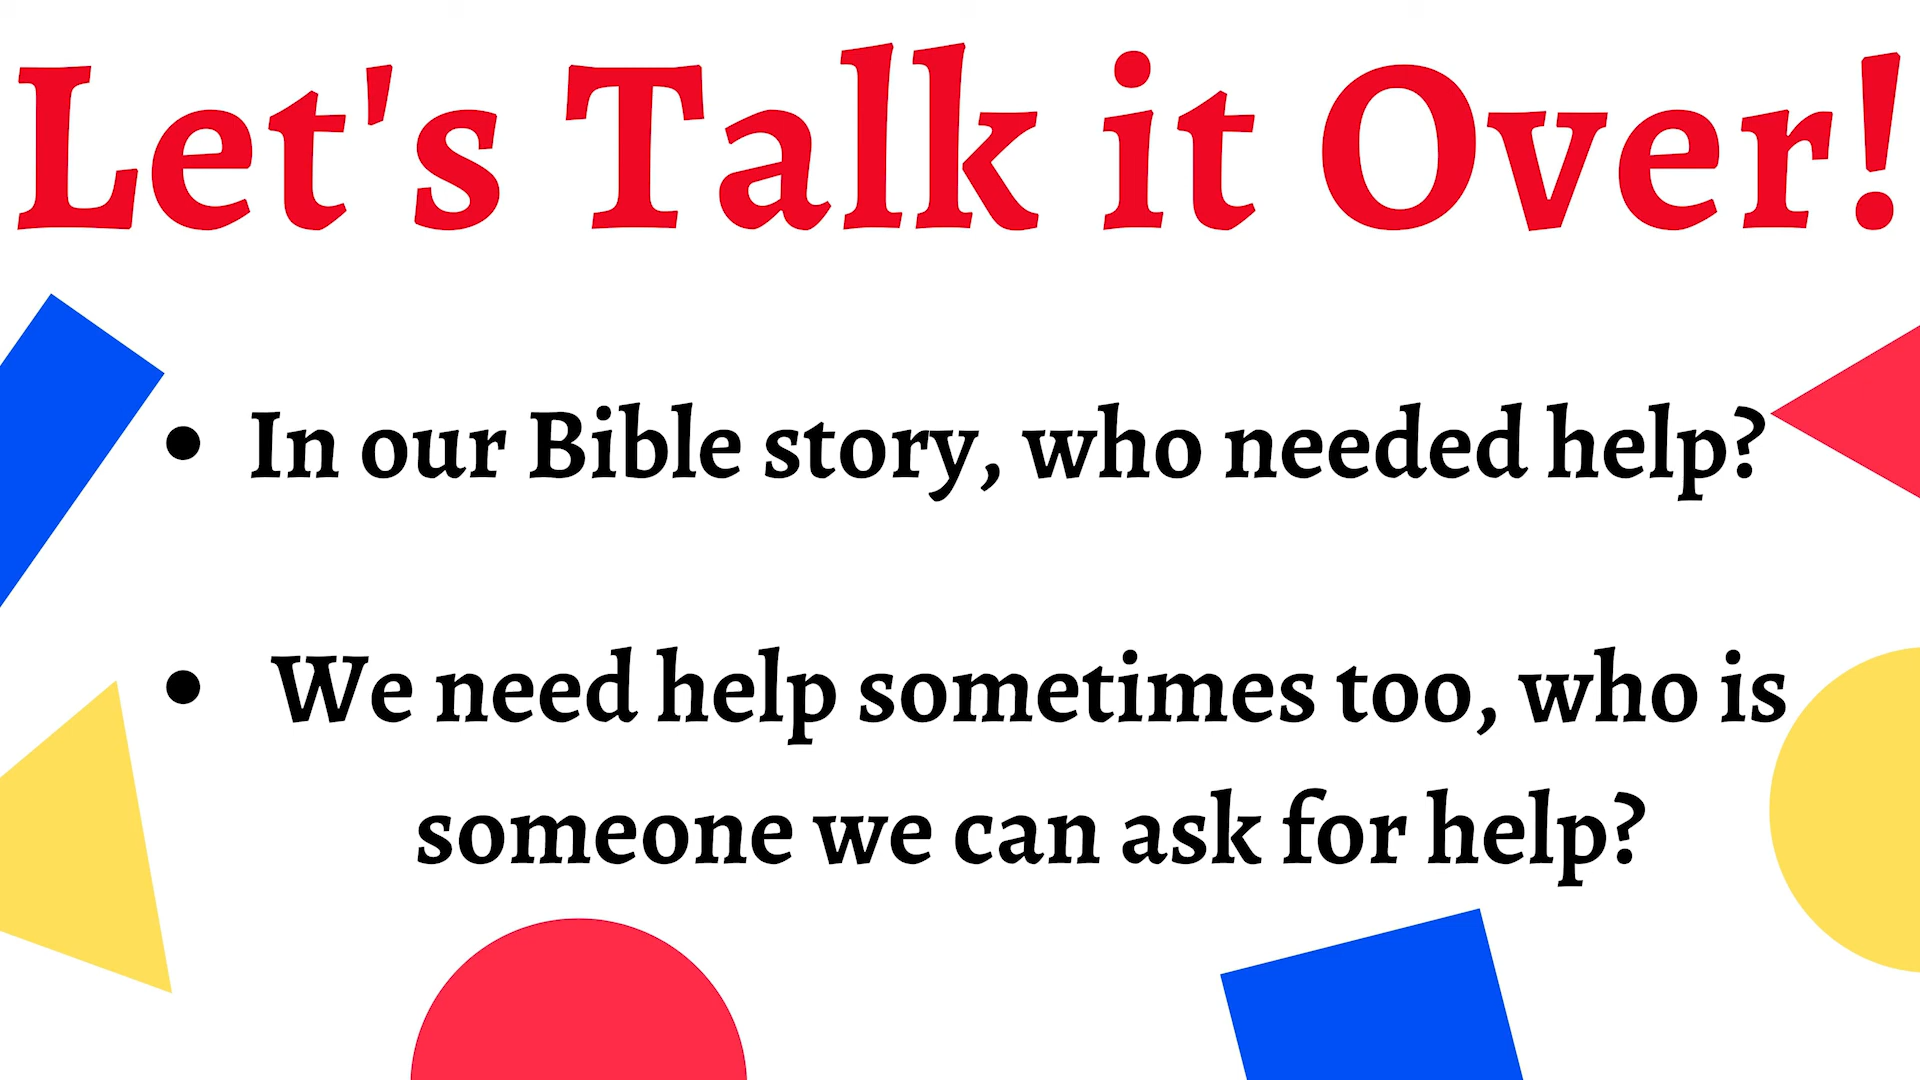 Let's Talk it Over!
• In our Bible story, who needed help?
• We need help sometimes too, who is
someone we can ask for help?